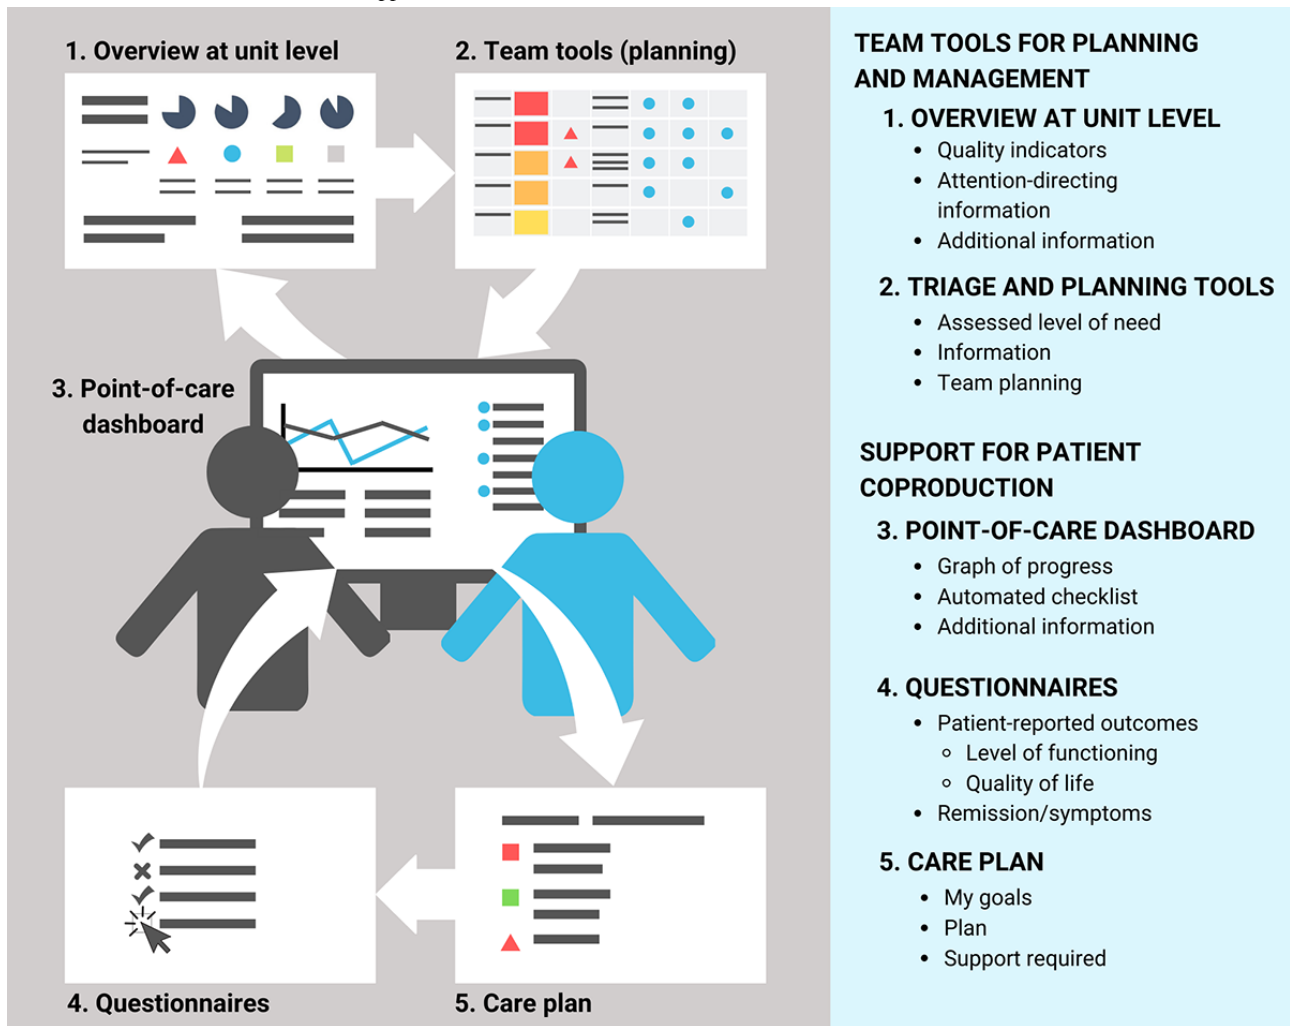 1. Overview at unit level
2. Team tools (planning)
3. Point-of-care
dashboard
4. Questionnaires
5. Care plan
TEAM TOOLS FOR PLANNING
AND MANAGEMENT
1. OVERVIEW AT UNIT LEVEL
• Quality indicators
• Attention-directing
information
• Additional information
2. TRIAGE AND PLANNING TOOLS
• Assessed level of need
• Information
• Team planning
SUPPORT FOR PATIENT
COPRODUCTION
3. POINT-OF-CARE DASHBOARD
• Graph of progress
• Automated checklist
• Additional information
4. QUESTIONNAIRES
• Patient-reported outcomes
○ Level of functioning
○ Quality of life
• Remission/symptoms
5. CARE PLAN
• My goals
• Plan
• Support required